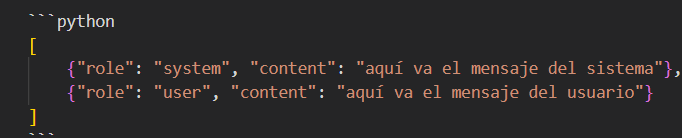 ```python
[
    {"role": "system", "content": "aquí va el mensaje del sistema"},
    {"role": "user", "content": "aquí va el mensaje del usuario"}
]
```